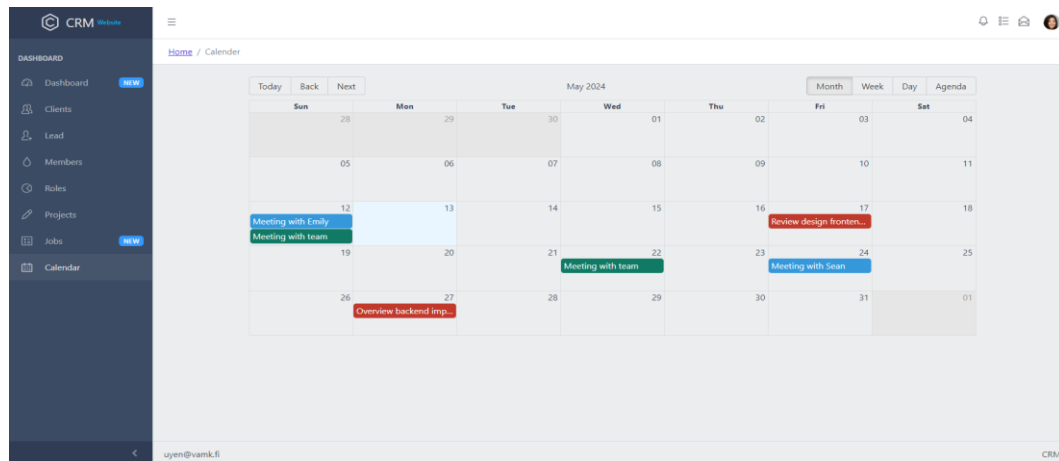 CRM Website
DASHBOARD
Dashboard NEW
Clients
Lead
Members
Roles
Projects
Jobs NEW
Calendar
Home / Calender
Today Back Next May 2024 Month Week Day Agenda
Sun Mon Tue Wed Thu Fri Sat
28 29 30 01 02 03 04
05 06 07 08 09 10 11
12 13 14 15 16 17 18
Meeting with Emily Review design fronten...
Meeting with team
19 20 21 22 23 24 25
Meeting with team Meeting with Sean
26 27 28 29 30 31 01
Overview backend imp...
uyen@vamk.fi CRM